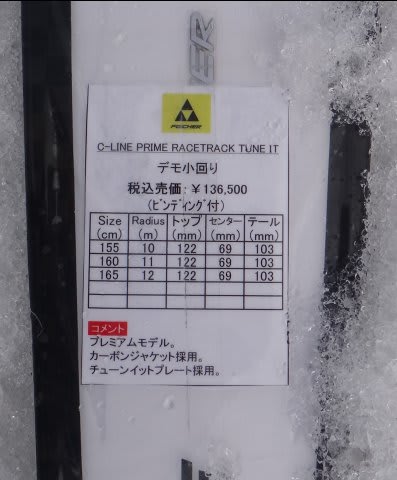 ER
FISCHER
C-LINE PRIME RACETRACK TUNE IT
デモ小回り
税込売価：￥136,500
(ﾋﾞﾝﾃﾞｨﾝｸﾞ付)
Size Radius トップ センター テール
(cm) (m) (mm) (mm) (mm)
155 10 122 69 103
160 11 122 69 103
165 12 122 69 103
コメント
プレミアムモデル。
カーボンジャケット採用。
チューンイットプレート採用。